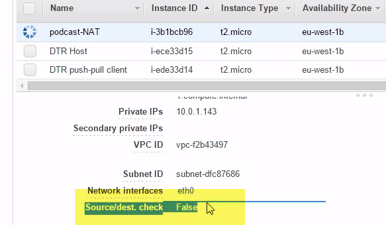 Name Instance ID Instance Type Availability Zone
podcast-NAT i-3b1bcb96 t2.micro eu-west-1b
DTR Host i-ece33d15 t2.micro eu-west-1b
DTR push-pull client i-ede33d14 t2.micro eu-west-1b
1.compute.internal
Private IPs 10.0.1.143
Secondary private IPs
VPC ID vpc-f2b43497
Subnet ID subnet-dfc87686
Network interfaces eth0
Source/dest. check False